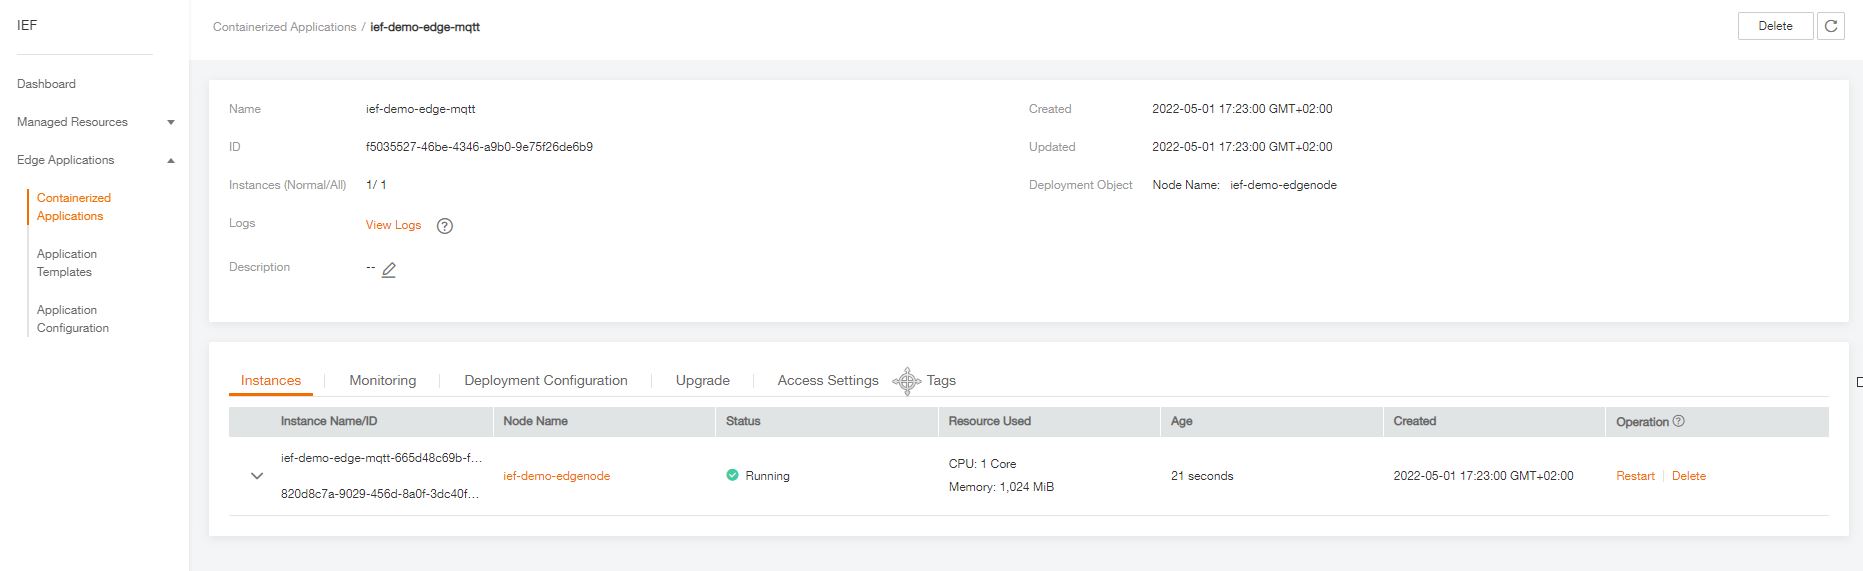 IEF
Dashboard
Managed Resources
Edge Applications
Containerized
Applications
Application
Templates
Application
Configuration
Containerized Applications / ief-demo-edge-mqtt
Delete
Name ief-demo-edge-mqtt
Created 2022-05-01 17:23:00 GMT+02:00
ID f5035527-46be-4346-a9b0-9e75f26de6b9
Updated 2022-05-01 17:23:00 GMT+02:00
Instances (Normal/All) 1/ 1
Deployment Object Node Name: ief-demo-edgenode
Logs View Logs ?
Description --
Instances Monitoring Deployment Configuration Upgrade Access Settings Tags
Instance Name/ID Node Name Status Resource Used Age Created Operation ?
ief-demo-edge-mqtt-665d48c69b-f...
820d8c7a-9029-456d-8a0f-3dc40f...
ief-demo-edgenode
Running
CPU: 1 Core
Memory: 1,024 MiB
21 seconds
2022-05-01 17:23:00 GMT+02:00
Restart Delete